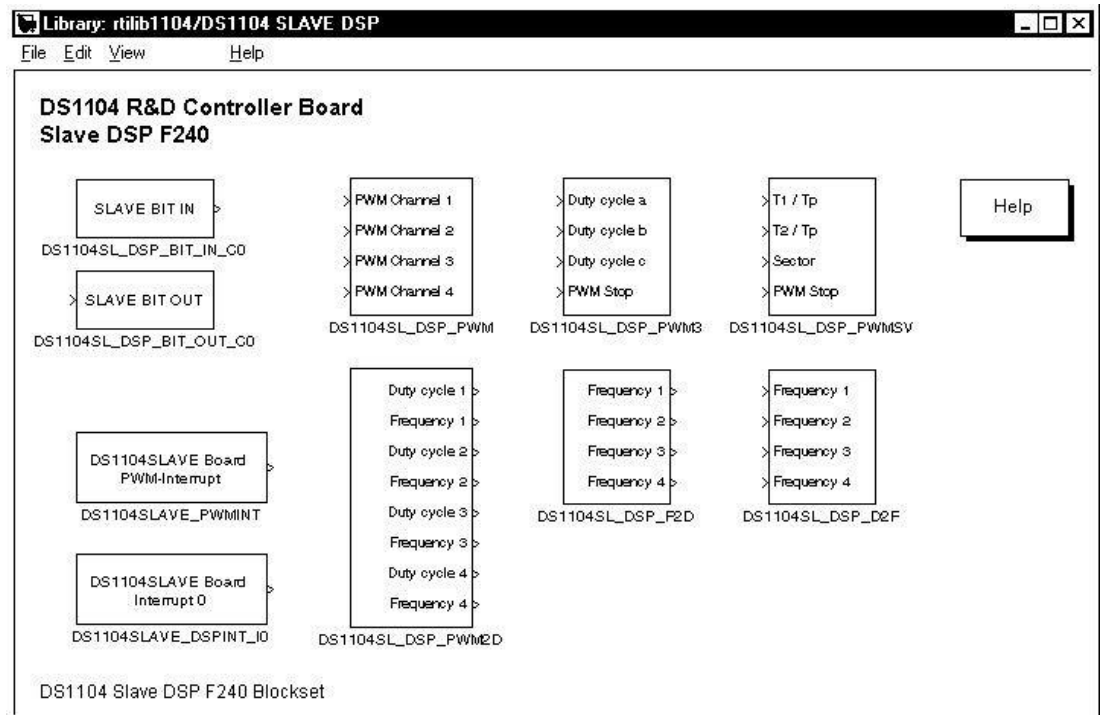 Library: rtilib1104/DS1104 SLAVE DSP
File Edit View Help
DS1104 R&D Controller Board
Slave DSP F240
SLAVE BIT IN
DS1104SL_DSP_BIT_IN_C0
SLAVE BIT OUT
DS1104SL_DSP_BIT_OUT_C0
PWM Channel 1
PWM Channel 2
PWM Channel 3
PWM Channel 4
DS1104SL_DSP_PWM
Duty cycle a
Duty cycle b
Duty cycle c
PWM Stop
DS1104SL_DSP_PWM3
T1 / Tp
T2 / Tp
Sector
PWM Stop
DS1104SL_DSP_PWMSV
Help
DS1104SLAVE Board
PWM-Interrupt
DS1104SLAVE_PWMINT
DS1104SLAVE Board
Interrupt 0
DS1104SLAVE_DSPINT_I0
Duty cycle 1
Frequency 1
Duty cycle 2
Frequency 2
Duty cycle 3
Frequency 3
Duty cycle 4
Frequency 4
DS1104SL_DSP_PWM2D
Frequency 1
Frequency 2
Frequency 3
Frequency 4
DS1104SL_DSP_F2D
Frequency 1
Frequency 2
Frequency 3
Frequency 4
DS1104SL_DSP_D2F
DS1104 Slave DSP F240 Blockset